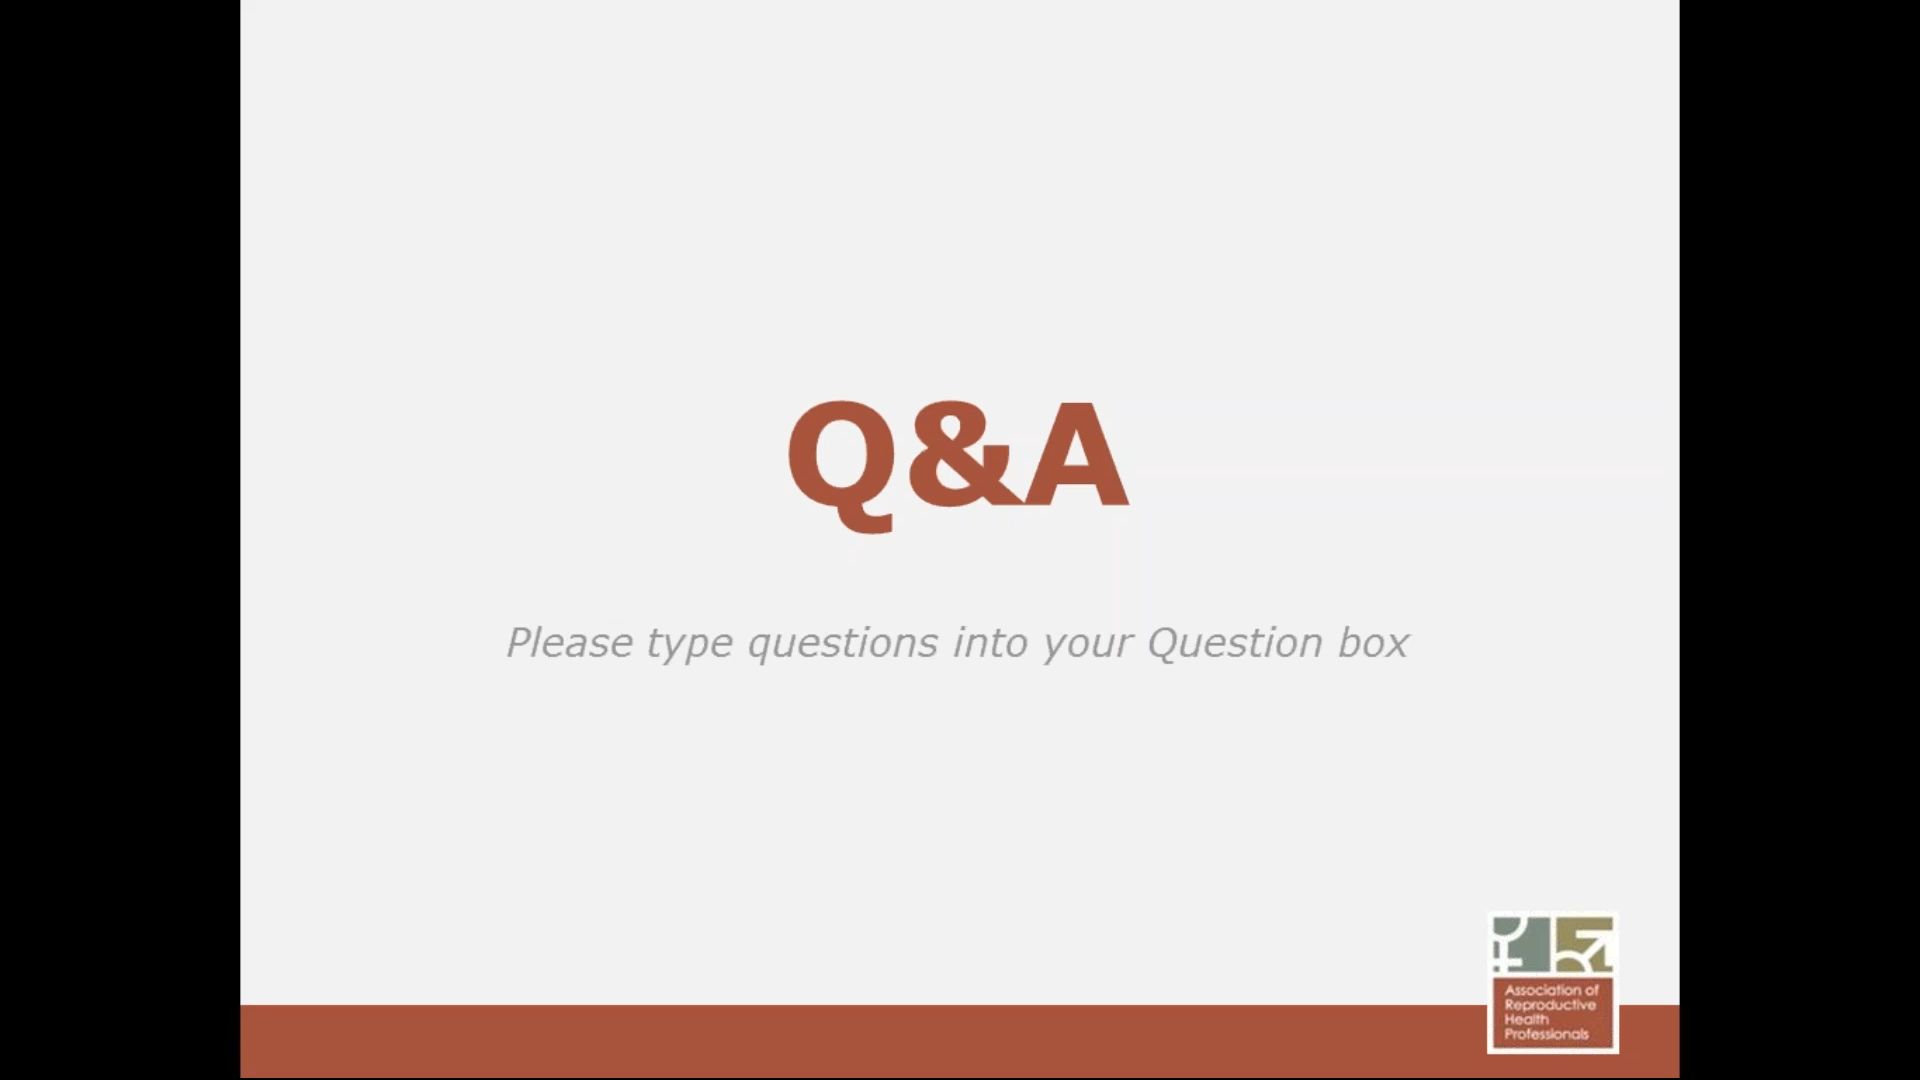 Q&A
Please type questions into your Question box
Association of
Reproductive
Health
Professionals